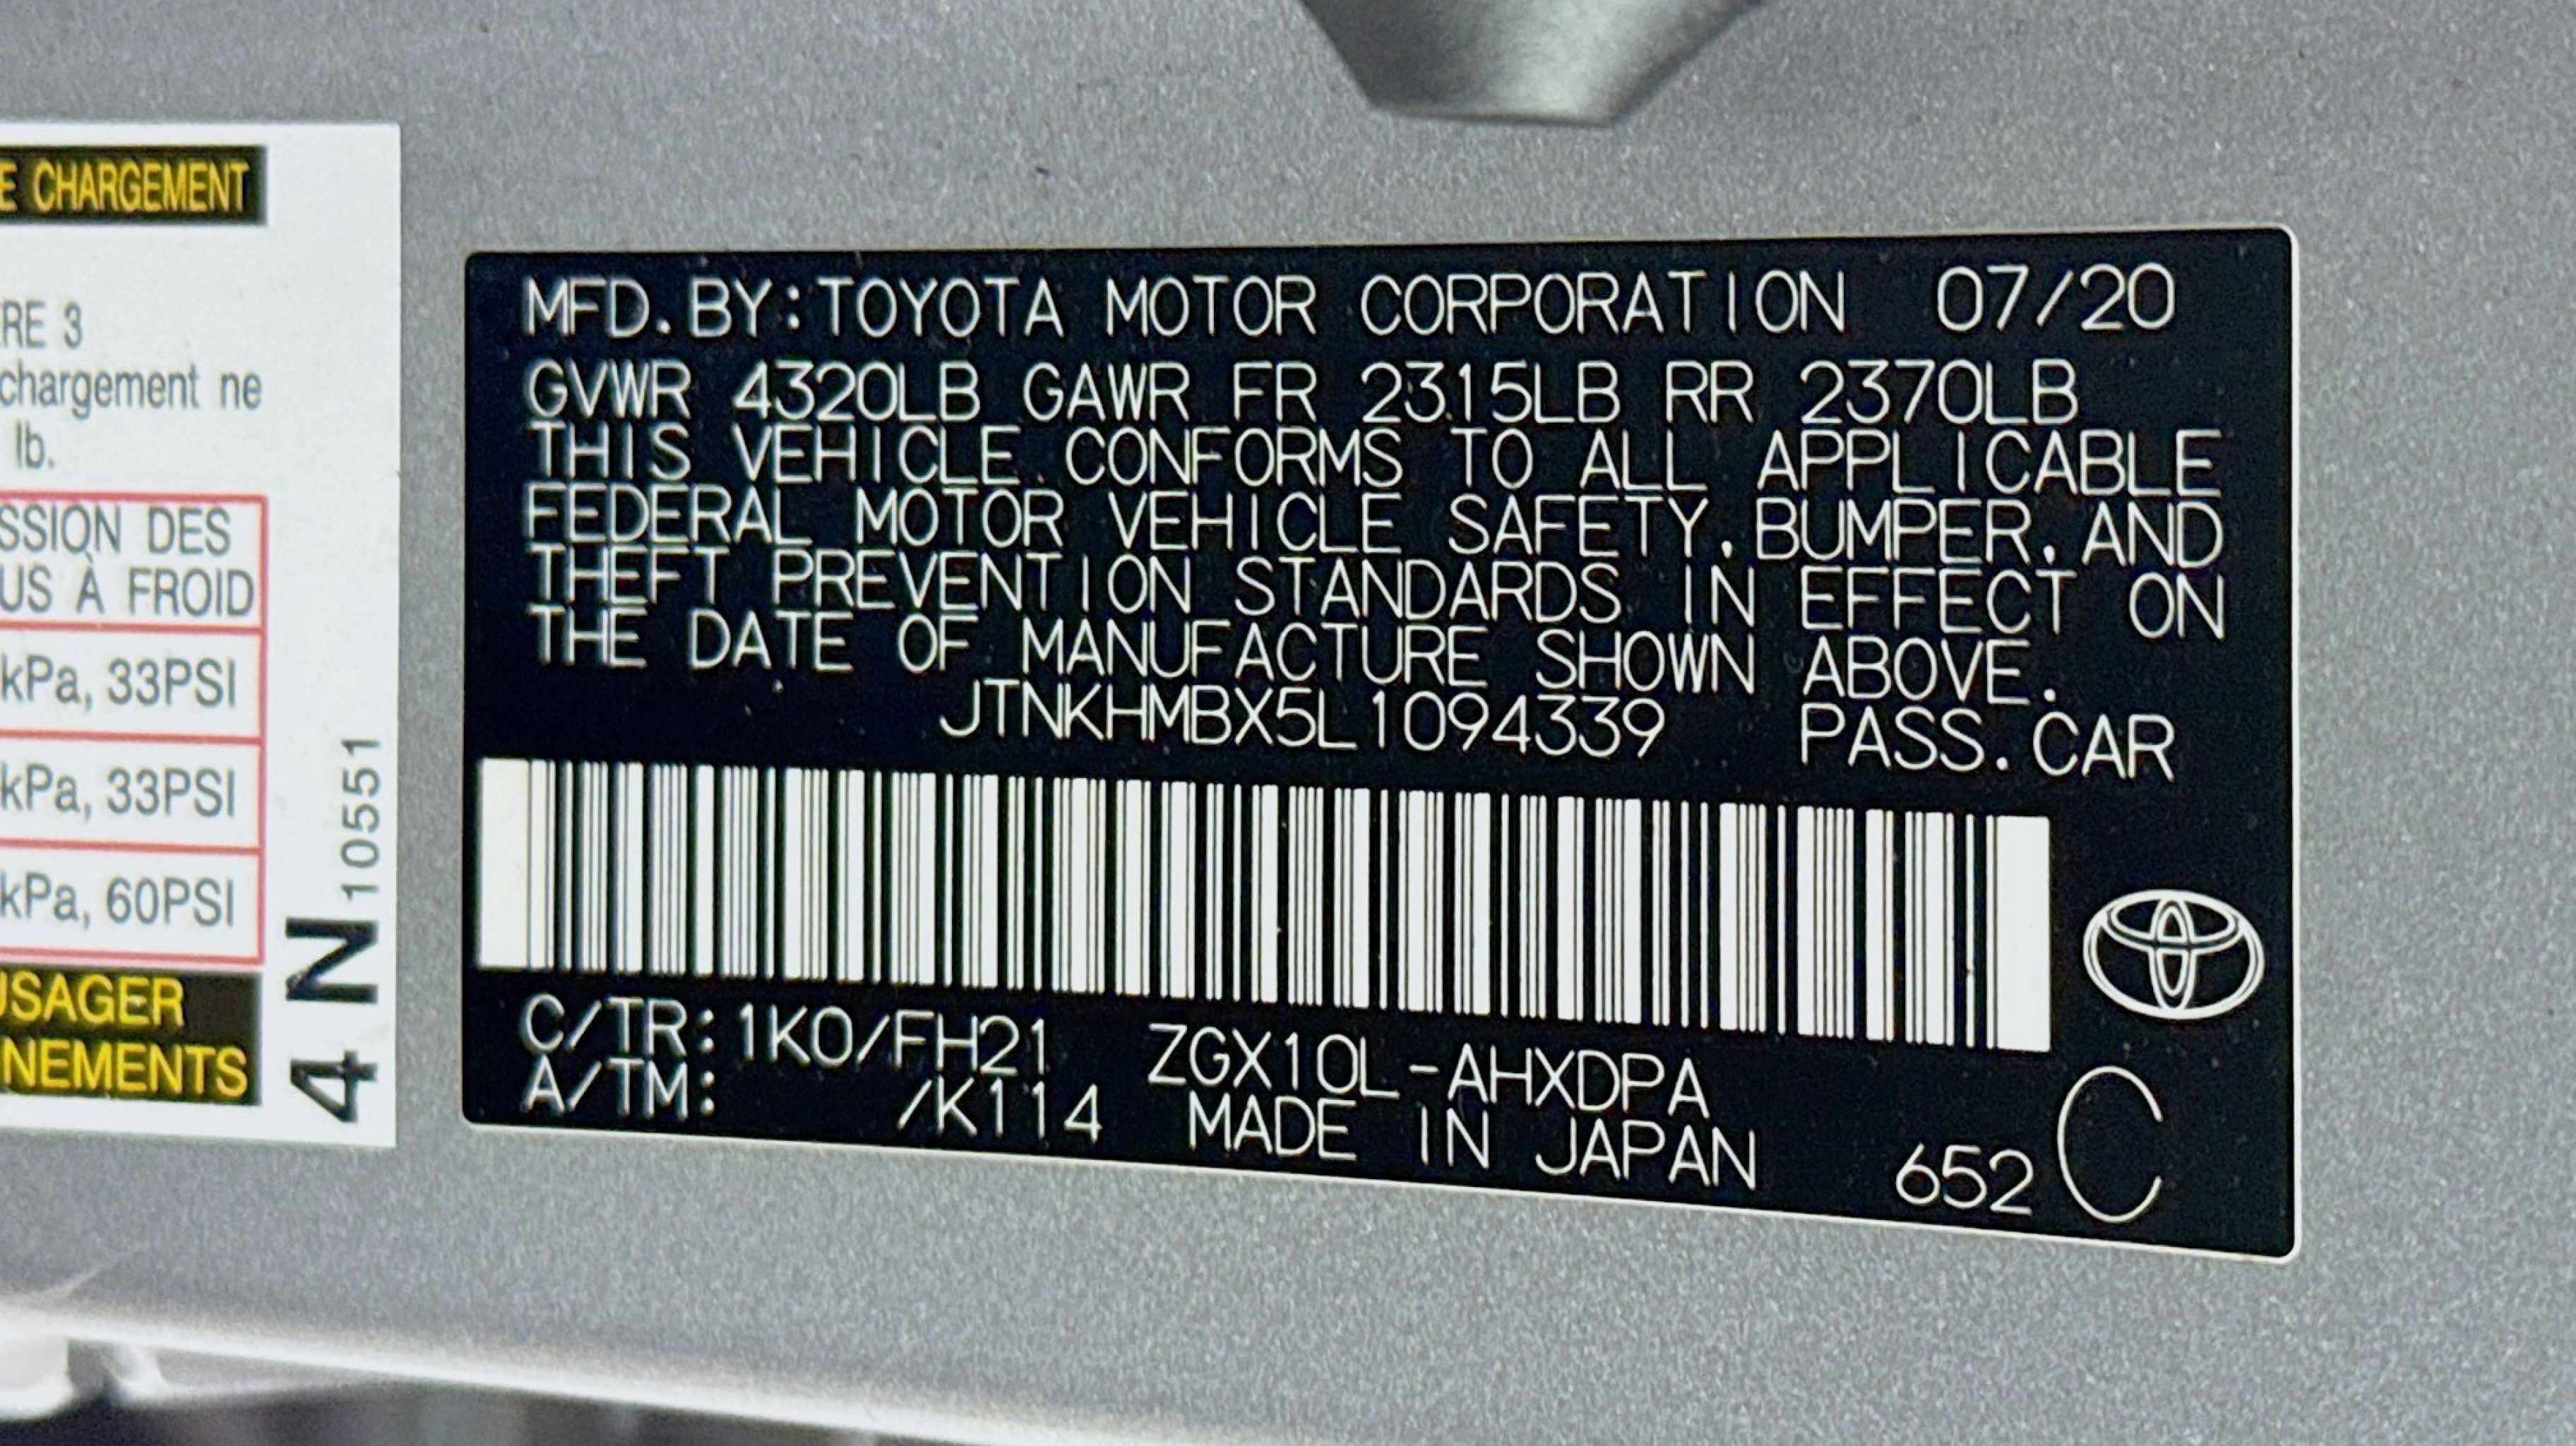 E CHARGEMENT
RE 3
chargement ne
lb.
SSION DES
US À FROID
kPa, 33PSI
kPa, 33PSI
kPa, 60PSI
USAGER
NEMENTS
4N10551
MFD.BY:TOYOTA MOTOR CORPORATION 07/20
GVWR 4320LB GAWR FR 2315LB RR 2370LB
THIS VEHICLE CONFORMS TO ALL APPLICABLE
FEDERAL MOTOR VEHICLE SAFETY,BUMPER,AND
THEFT PREVENTION STANDARDS IN EFFECT ON
THE DATE OF MANUFACTURE SHOWN ABOVE.
JTNKHMBX5L1094339 PASS.CAR
C/TR:1K0/FH21 ZGX10L-AHXDPA
A/TM: /K114 MADE IN JAPAN 652 C